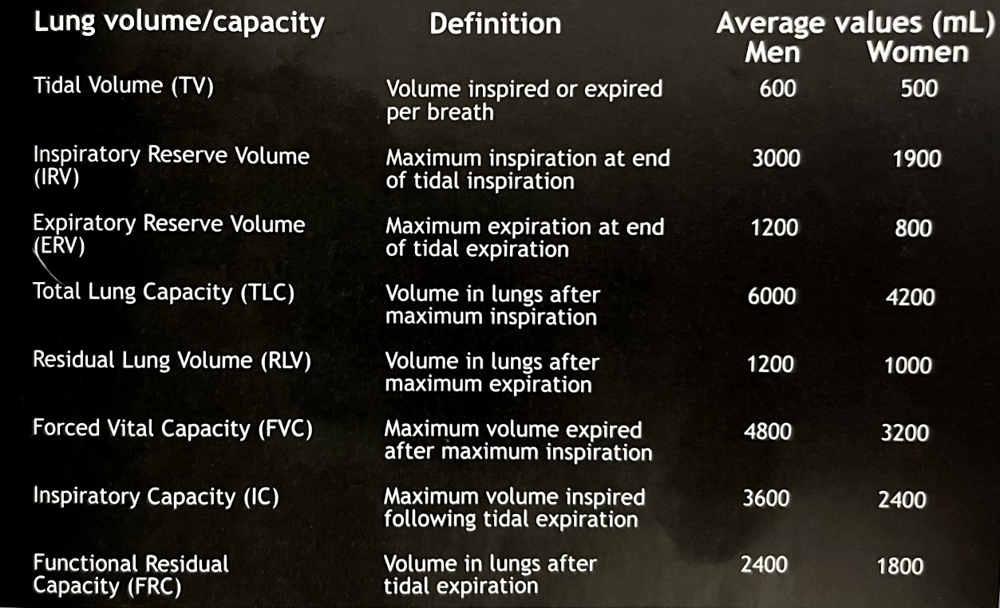 Lung volume/capacity Definition Average values (mL)
Men Women
Tidal Volume (TV) Volume inspired or expired 600 500
per breath
Inspiratory Reserve Volume Maximum inspiration at end 3000 1900
(IRV) of tidal inspiration
Expiratory Reserve Volume Maximum expiration at end 1200 800
(ERV) of tidal expiration
Total Lung Capacity (TLC) Volume in lungs after 6000 4200
maximum inspiration
Residual Lung Volume (RLV) Volume in lungs after 1200 1000
maximum expiration
Forced Vital Capacity (FVC) Maximum volume expired 4800 3200
after maximum inspiration
Inspiratory Capacity (IC) Maximum volume inspired 3600 2400
following tidal expiration
Functional Residual Volume in lungs after 2400 1800
Capacity (FRC) tidal expiration